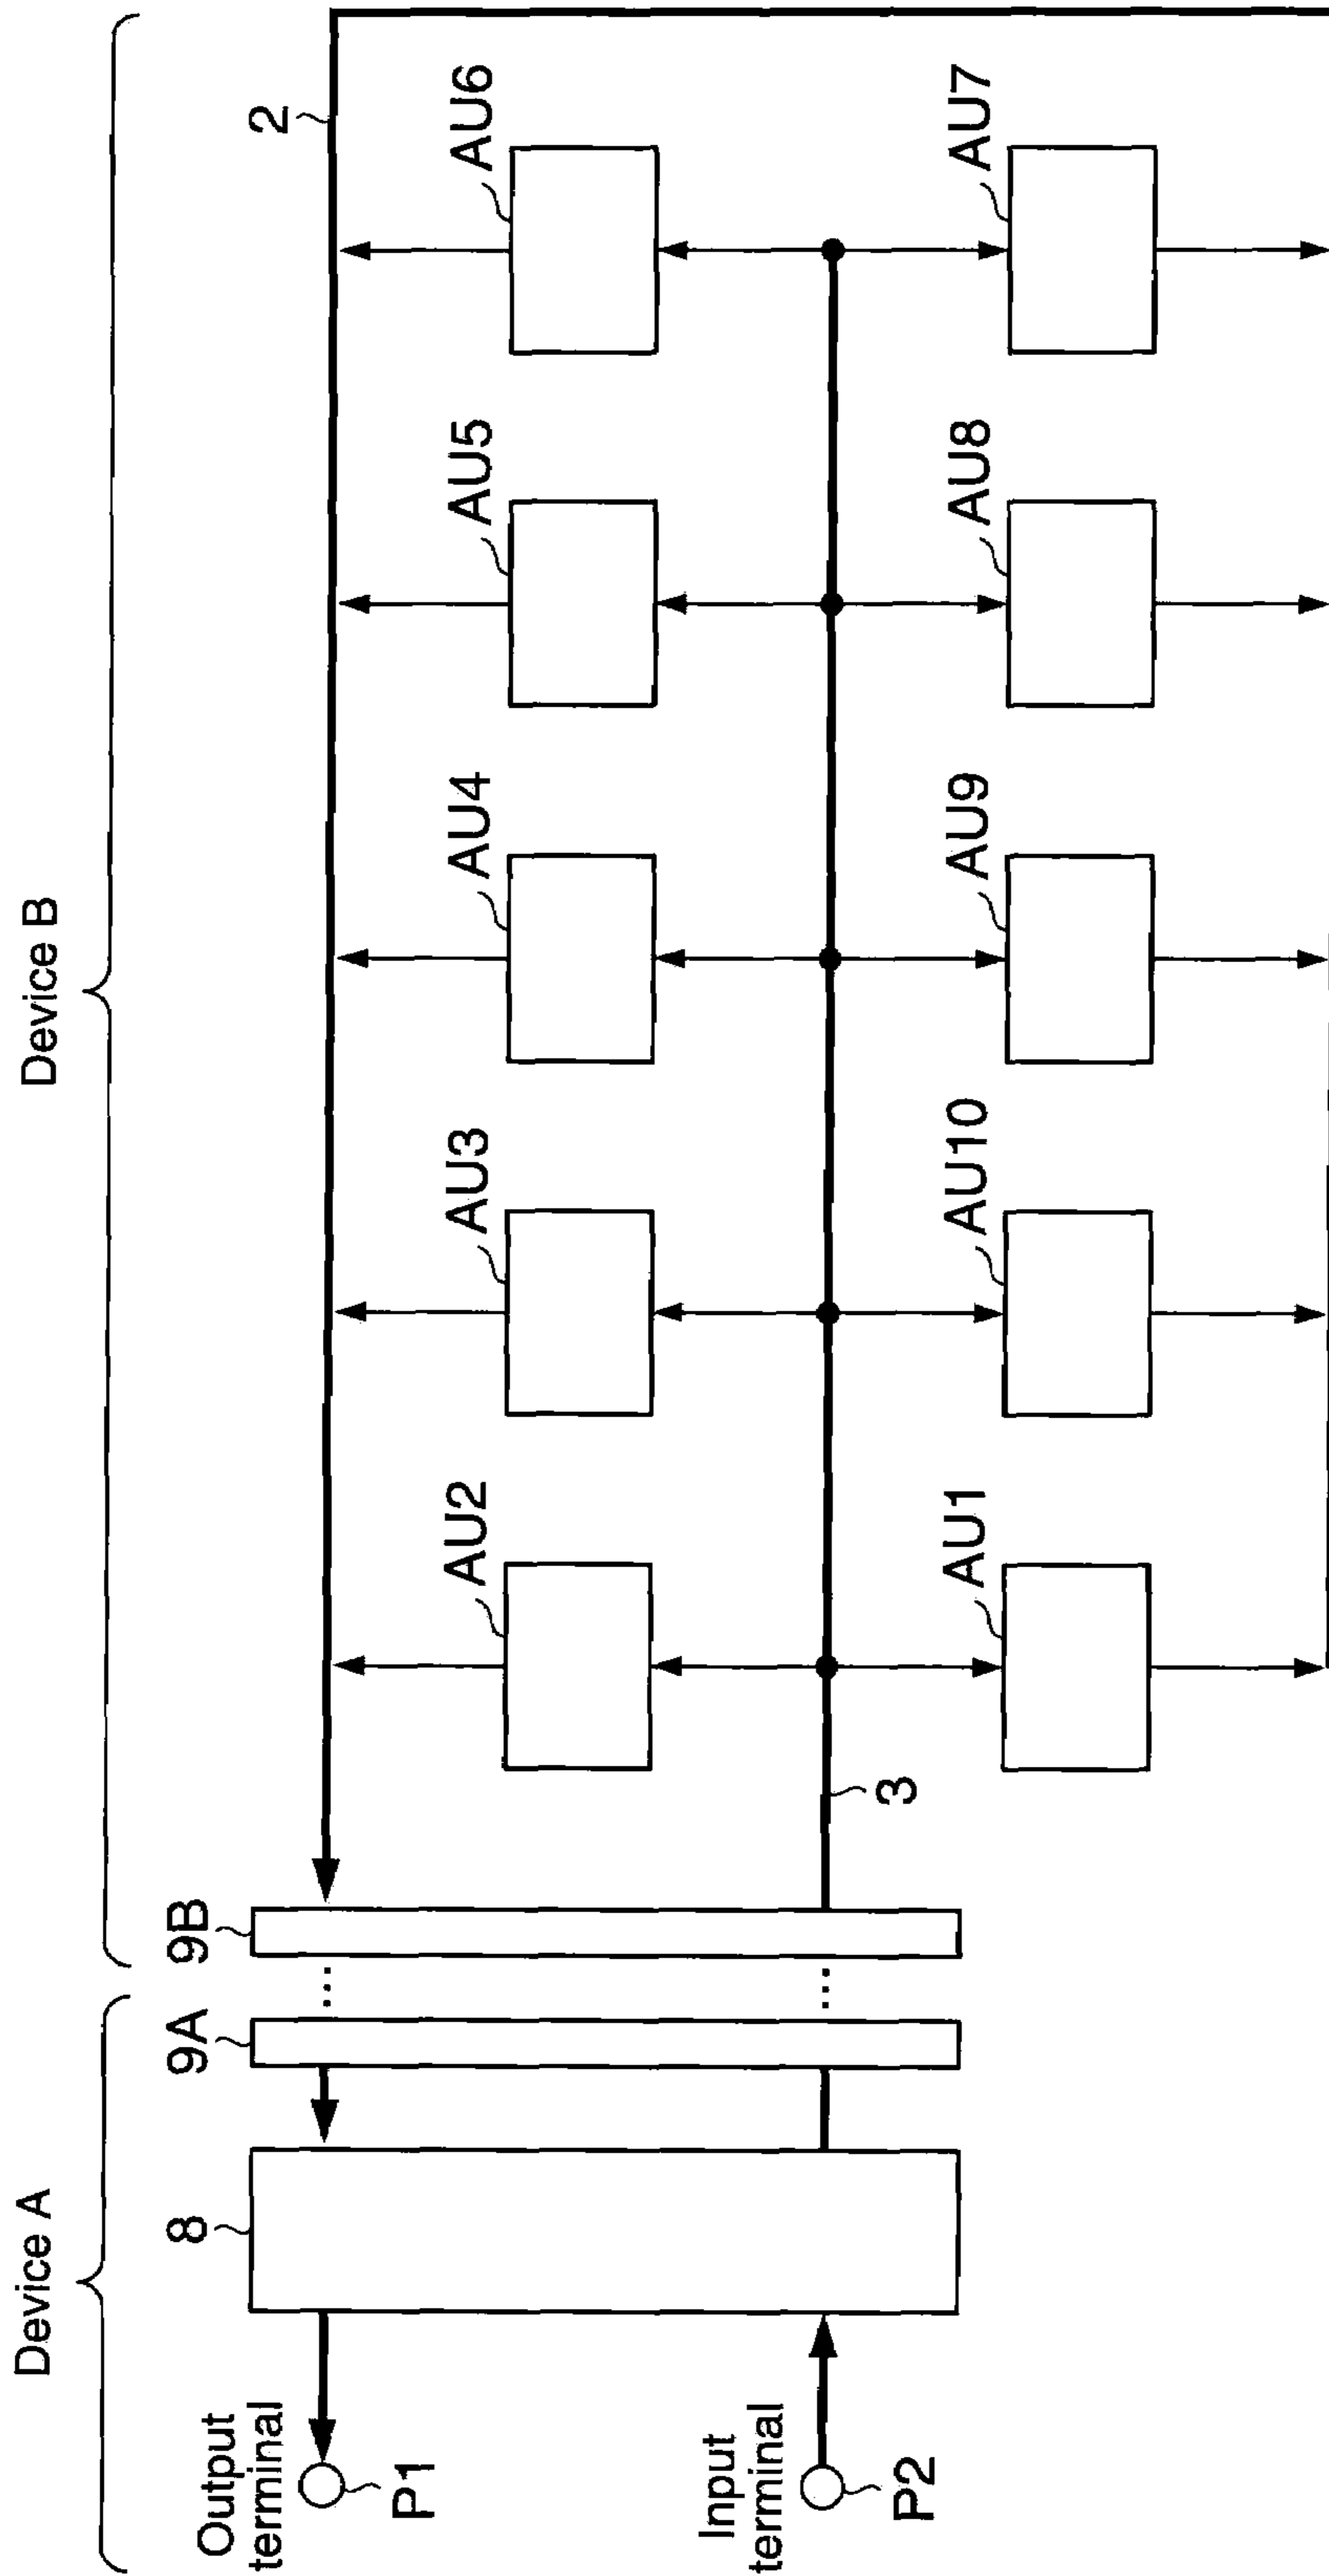 Device A
Device B
8
9A
9B
2
Output
terminal
P1
AU2
AU3
AU4
AU5
AU6
Input
terminal
P2
3
AU1
AU10
AU9
AU8
AU7